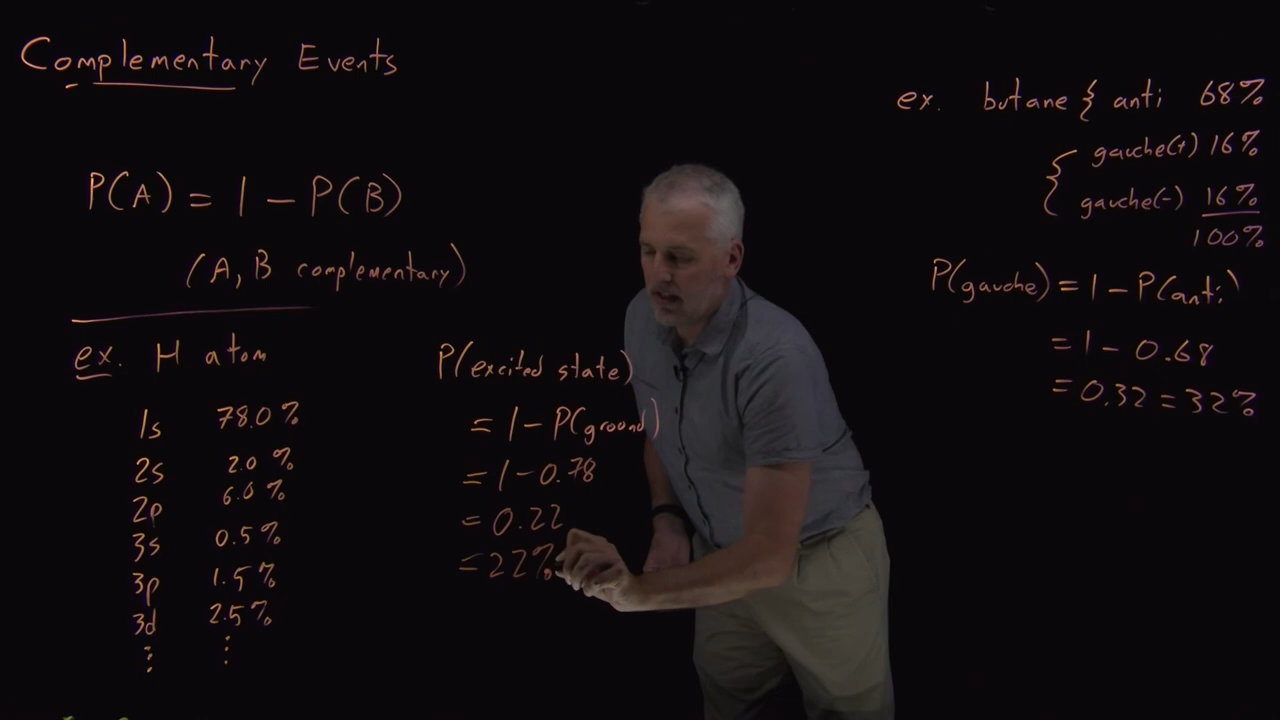 Complementary Events
P(A) = 1 - P(B)
(A, B complementary)
ex. H atom
1s 78.0 %
2s 2.0 %
2p 6.0 %
3s 0.5 %
3p 1.5 %
3d 2.5 %
⋮ ⋮
P(excited state)
= 1 - P(ground)
= 1 - 0.78
= 0.22
= 22%
ex. butane { anti 68%
{ gauche(+) 16%
gauche(-) 16%
100%
P(gauche) = 1 - P(anti)
= 1 - 0.68
= 0.32 = 32%